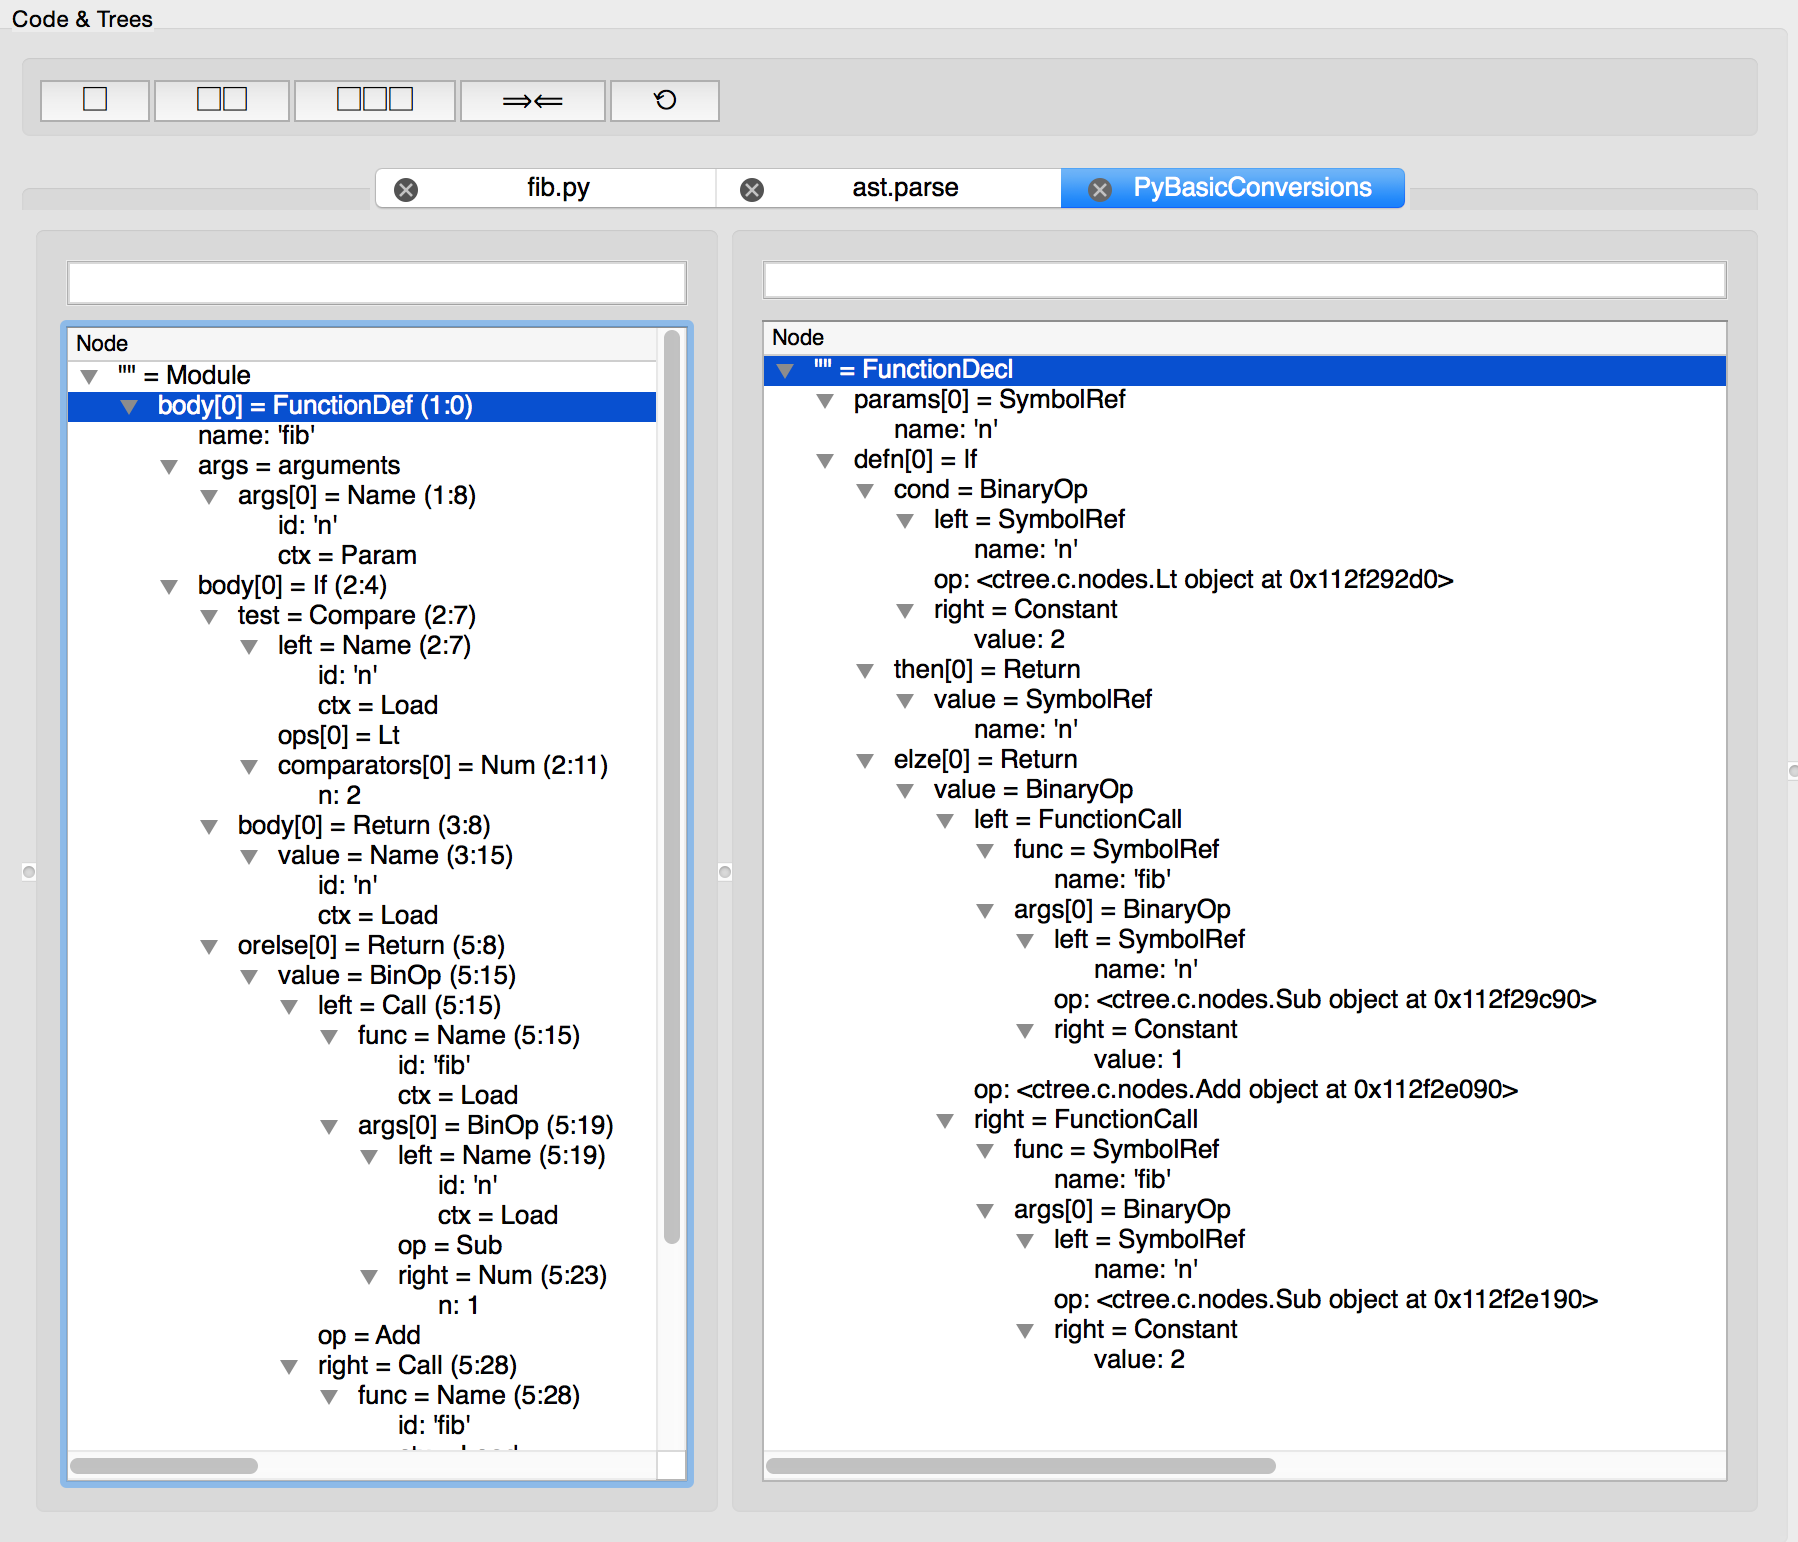 Code & Trees
fib.py
ast.parse
PyBasicConversions
Node
"" = Module
body[0] = FunctionDef (1:0)
name: 'fib'
args = arguments
args[0] = Name (1:8)
id: 'n'
ctx = Param
body[0] = If (2:4)
test = Compare (2:7)
left = Name (2:7)
id: 'n'
ctx = Load
ops[0] = Lt
comparators[0] = Num (2:11)
n: 2
body[0] = Return (3:8)
value = Name (3:15)
id: 'n'
ctx = Load
orelse[0] = Return (5:8)
value = BinOp (5:15)
left = Call (5:15)
func = Name (5:15)
id: 'fib'
ctx = Load
args[0] = BinOp (5:19)
left = Name (5:19)
id: 'n'
ctx = Load
op = Sub
right = Num (5:23)
n: 1
op = Add
right = Call (5:28)
func = Name (5:28)
id: 'fib'
Node
"" = FunctionDecl
params[0] = SymbolRef
name: 'n'
defn[0] = If
cond = BinaryOp
left = SymbolRef
name: 'n'
op: <ctree.c.nodes.Lt object at 0x112f292d0>
right = Constant
value: 2
then[0] = Return
value = SymbolRef
name: 'n'
elze[0] = Return
value = BinaryOp
left = FunctionCall
func = SymbolRef
name: 'fib'
args[0] = BinaryOp
left = SymbolRef
name: 'n'
op: <ctree.c.nodes.Sub object at 0x112f29c90>
right = Constant
value: 1
op: <ctree.c.nodes.Add object at 0x112f2e090>
right = FunctionCall
func = SymbolRef
name: 'fib'
args[0] = BinaryOp
left = SymbolRef
name: 'n'
op: <ctree.c.nodes.Sub object at 0x112f2e190>
right = Constant
value: 2